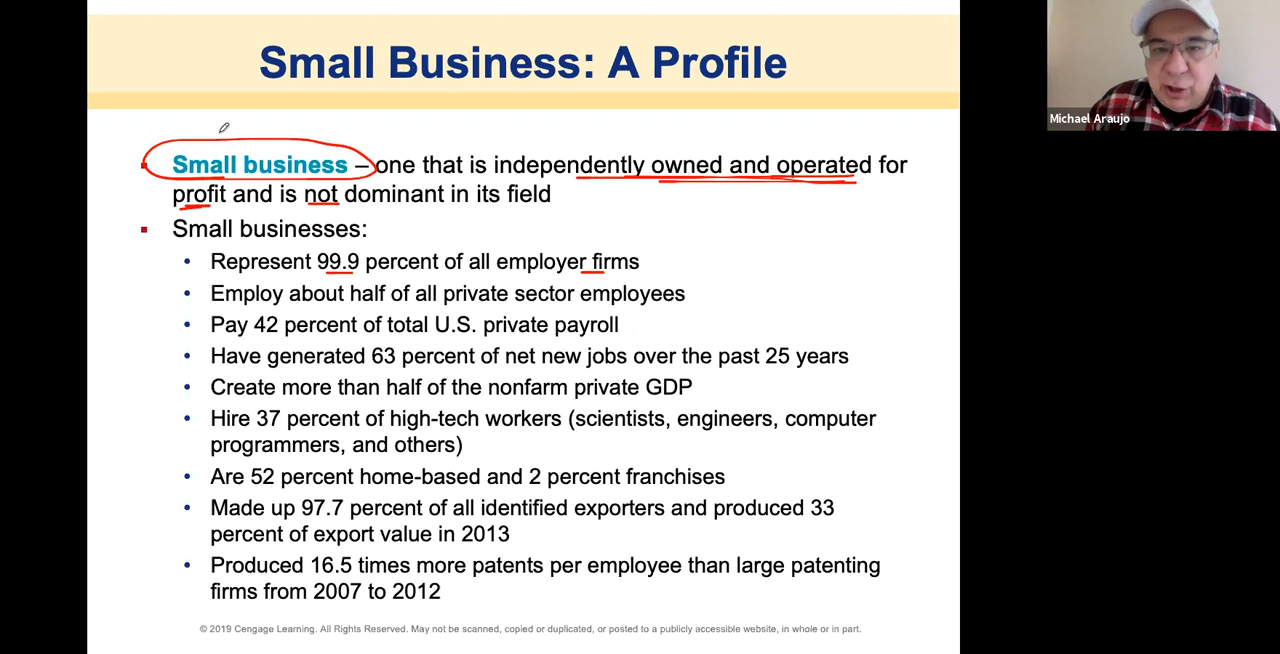 Small Business: A Profile
Michael Araujo
▪ Small business – one that is independently owned and operated for
profit and is not dominant in its field
▪ Small businesses:
• Represent 99.9 percent of all employer firms
• Employ about half of all private sector employees
• Pay 42 percent of total U.S. private payroll
• Have generated 63 percent of net new jobs over the past 25 years
• Create more than half of the nonfarm private GDP
• Hire 37 percent of high-tech workers (scientists, engineers, computer
programmers, and others)
• Are 52 percent home-based and 2 percent franchises
• Made up 97.7 percent of all identified exporters and produced 33
percent of export value in 2013
• Produced 16.5 times more patents per employee than large patenting
firms from 2007 to 2012
© 2019 Cengage Learning. All Rights Reserved. May not be scanned, copied or duplicated, or posted to a publicly accessible website, in whole or in part.